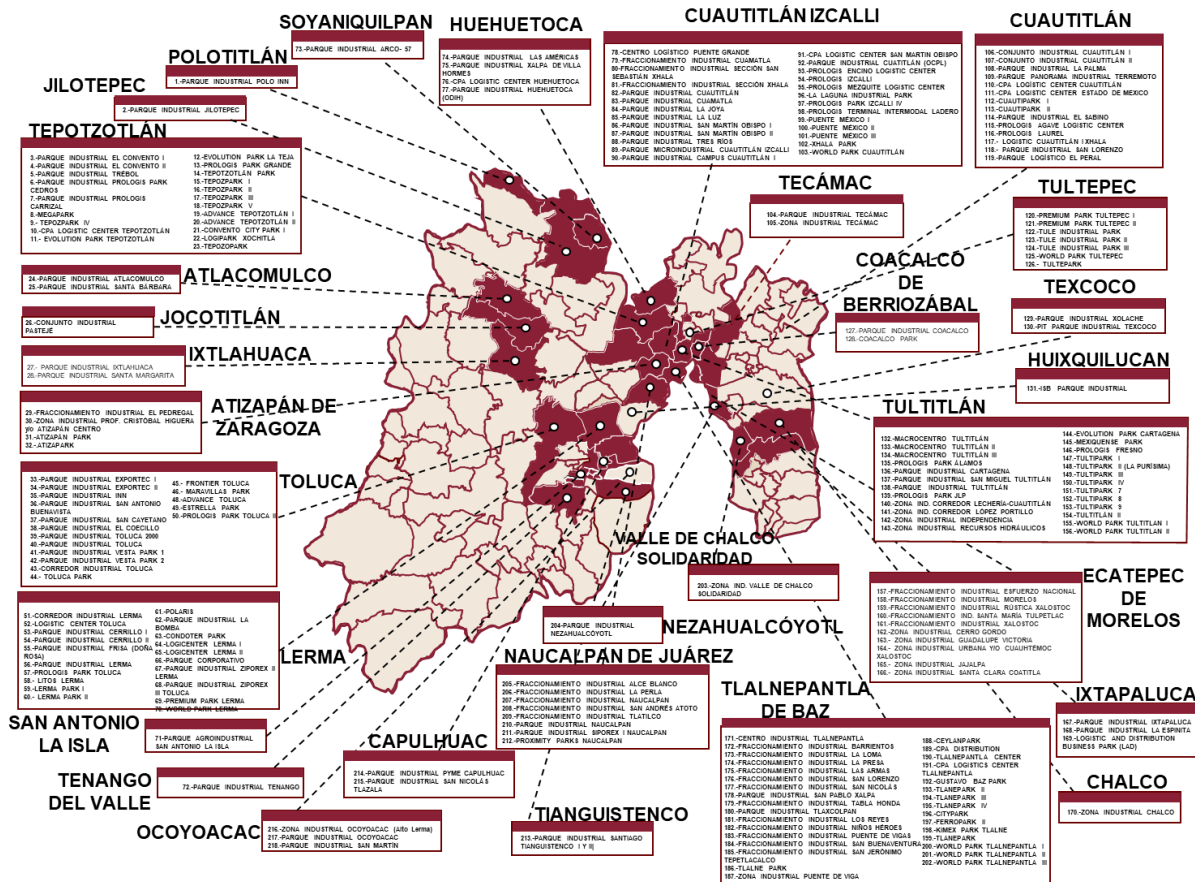 SOYANIQUILPAN
73.-PARQUE INDUSTRIAL ARCO- 57
HUEHUETOCA
74.-PARQUE INDUSTRIAL LAS AMÉRICAS
75.-PARQUE INDUSTRIAL XALPA DE VILLA
HORMES
76.-CPA LOGISTIC CENTER HUEHUETOCA
77.-PARQUE INDUSTRIAL HUEHUETOCA
(ODIH)
CUAUTITLÁN IZCALLI
78.-CENTRO LOGÍSTICO PUENTE GRANDE
79.-FRACCIONAMIENTO INDUSTRIAL CUAMATLA
80-FRACCIONAMIENTO INDUSTRIAL SECCIÓN SAN
SEBASTIÁN XHALA
81.-FRACCIONAMIENTO INDUSTRIAL SECCIÓN XHALA
82.-PARQUE INDUSTRIAL CUAUTITLÁN
83.-PARQUE INDUSTRIAL CUAMATLA
84.-PARQUE INDUSTRIAL LA JOYA
85.-PARQUE INDUSTRIAL LA LUZ
86.-PARQUE INDUSTRIAL SAN MARTÍN OBISPO I
87.-PARQUE INDUSTRIAL SAN MARTÍN OBISPO II
88.-PARQUE INDUSTRIAL TRES RÍOS
89.-PARQUE MICROINDUSTRIAL CUAUTITLÁN IZCALLI
90.-PARQUE INDUSTRIAL CAMPUS CUAUTITLÁN I
91.-CPA LOGISTIC CENTER SAN MARTIN OBISPO
92.-PARQUE INDUSTRIAL CUATLÁN (OCPL)
93.-PROLOGIS ENCINO LOGISTIC CENTER
94.-PROLOGIS IZCALLI
95.-PROLOGIS MEZQUITE LOGISTIC CENTER
96.-LA LAGUNA INDUSTRIAL PARK
97.-PROLOGIS PARK IZCALLI IV
98.-PROLOGIS TERMINAL INTERMODAL LADERO
99.-PUENTE MÉXICO I
100.-PUENTE MÉXICO II
101.-PUENTE MÉXICO III
102.-XHALA PARK
103.-WORLD PARK CUAUTITLÁN
CUAUTITLÁN
106.-CONJUNTO INDUSTRIAL CUAUTITLÁN I
107.-CONJUNTO INDUSTRIAL CUAUTITLÁN II
108.-PARQUE INDUSTRIAL LA PALMA
109.-PARQUE PANORAMA INDUSTRIAL TERREMOTO
110.-CPA LOGISTIC CENTER CUAUTITLÁN
111.-CPA LOGISTIC CENTER ESTADO DE MEXICO
112.-CUAUTIPARK I
113.-CUAUTIPARK II
114.-PARQUE INDUSTRIAL EL SABINO
115.-PROLOGIS AGAVE LOGISTIC CENTER
116.-PROLOGIS LAUREL
117.- LOGISTIC CUAUTITLÁN IXHALA
118.- PARQUE INDUSTRIAL SAN LORENZO
119.-PARQUE LOGÍSTICO EL PERAL
POLOTITLÁN
1.-PARQUE INDUSTRIAL POLO INN
JILOTEPEC
2.-PARQUE INDUSTRIAL JILOTEPEC
TEPOTZOTLÁN
3.-PARQUE INDUSTRIAL EL CONVENTO I
4.-PARQUE INDUSTRIAL EL CONVENTO II
5.-PARQUE INDUSTRIAL TRÉBOL
6.-PARQUE INDUSTRIAL PROLOGIS PARK
CEDROS
7.-PARQUE INDUSTRIAL PROLOGIS
CARRIZAL
8.-MEGAPARK
9.- TEPOZPARK IV
10.-CPA LOGISTIC CENTER TEPOTZOTLÁN
11.- EVOLUTION PARK TEPOTZOTLÁN
12.-EVOLUTION PARK LA TEJA
13.-PROLOGIS PARK GRANDE
14.-TEPOTZOTLÁN PARK
15.-TEPOZPARK I
16.-TEPOZPARK II
17.-TEPOZPARK III
18.-TEPOZPARK V
19.-ADVANCE TEPOTZOTLÁN I
20.-ADVANCE TEPOTZOTLÁN II
21.-CONVENTO CITY PARK I
22.-LOGIPARK XOCHITLA
23.-TEPOZOPARK
TECÁMAC
104.-PARQUE INDUSTRIAL TECÁMAC
105.-ZONA INDUSTRIAL TECÁMAC
TULTEPEC
120.-PREMIUM PARK TULTEPEC I
121.-PREMIUM PARK TULTEPEC II
122.-TULE INDUSTRIAL PARK
123.-TULE INDUSTRIAL PARK II
124.-TULE INDUSTRIAL PARK III
125.-WORLD PARK TULTEPEC
126.- TULTEPARK
ATLACOMULCO
24.-PARQUE INDUSTRIAL ATLACOMULCO
25.-PARQUE INDUSTRIAL SANTA BÁRBARA
COACALCO
DE
BERRIOZÁBAL
127.-PARQUE INDUSTRIAL COACALCO
128.-COACALCO PARK
TEXCOCO
129.-PARQUE INDUSTRIAL XOLACHE
130.-PIT PARQUE INDUSTRIAL TEXCOCO
JOCOTITLÁN
26.-CONJUNTO INDUSTRIAL
PASTEJÉ
IXTLAHUACA
27.- PARQUE INDUSTRIAL IXTLAHUACA
28.-PARQUE INDUSTRIAL SANTA MARGARITA
HUIXQUILUCAN
131.-ISB PARQUE INDUSTRIAL
ATIZAPÁN DE
ZARAGOZA
29.-FRACCIONAMIENTO INDUSTRIAL EL PEDREGAL
30.-ZONA INDUSTRIAL PROF. CRISTÓBAL HIGUERA
y/o ATIZAPÁN CENTRO
31.-ATIZAPÁN PARK
32.-ATIZAPARK
TULTITLÁN
132.-MACROCENTRO TULTITLÁN
133.-MACROCENTRO TULTITLÁN II
134.-MACROCENTRO TULTITLÁN III
135.-PROLOGIS PARK ÁLAMOS
136.-PARQUE INDUSTRIAL CARTAGENA
137.-PARQUE INDUSTRIAL SAN MIGUEL TULTITLÁN
138.-PARQUE INDUSTRIAL TULTITLÁN
139.-PROLOGIS PARK JLP
140.-ZONA IND. CORREDOR LECHERÍA-CUAUTITLÁN
141.-ZONA IND. CORREDOR LÓPEZ PORTILLO
142.-ZONA INDUSTRIAL INDEPENDENCIA
143.-ZONA INDUSTRIAL RECURSOS HIDRÁULICOS
144.-EVOLUTION PARK CARTAGENA
145.-MEXIQUENSE PARK
146.-PROLOGIS FRESNO
147.-TULTIPARK I
148.-TULTIPARK II (LA PURÍSIMA)
149.-TULTIPARK III
150.-TULTIPARK IV
151.-TULTIPARK 7
152.-TULTIPARK 8
153.-TULTIPARK 9
154.-TULTITLÁN II
155.-WORLD PARK TULTITLÁN I
156.-WORLD PARK TULTITLÁN II
TOLUCA
33.-PARQUE INDUSTRIAL EXPORTEC I
34.-PARQUE INDUSTRIAL EXPORTEC II
35.-PARQUE INDUSTRIAL INN
36.-PARQUE INDUSTRIAL SAN ANTONIO
BUENAVISTA
37.-PARQUE INDUSTRIAL SAN CAYETANO
38.-PARQUE INDUSTRIAL EL COECILLO
39.-PARQUE INDUSTRIAL TOLUCA 2000
40.-PARQUE INDUSTRIAL TOLUCA
41.-PARQUE INDUSTRIAL VESTA PARK 1
42.-PARQUE INDUSTRIAL VESTA PARK 2
43.-CORREDOR INDUSTRIAL TOLUCA
44.- TOLUCA PARK
45.- FRONTIER TOLUCA
46.- MARAVILLAS PARK
48.-ADVANCE TOLUCA
49.-ESTRELLA PARK
50.-PROLOGIS PARK TOLUCA II
VALLE DE CHALCO
SOLIDARIDAD
203.-ZONA IND. VALLE DE CHALCO
SOLIDARIDAD
ECATEPEC
DE
MORELOS
157.-FRACCIONAMIENTO INDUSTRIAL ESFUERZO NACIONAL
158.-FRACCIONAMIENTO INDUSTRIAL MORELOS
159.-FRACCIONAMIENTO INDUSTRIAL RÚSTICA XALOSTOC
160.-FRACCIONAMIENTO IND. SANTA MARÍA TULPETLAC
161.-FRACCIONAMIENTO INDUSTRIAL XALOSTOC
162.-ZONA INDUSTRIAL CERRO GORDO
163.- ZONA INDUSTRIAL GUADALUPE VICTORIA
164.- ZONA INDUSTRIAL URBANA Y/O CUAUHTÉMOC
XALOSTOC
165.- ZONA INDUSTRIAL JAJALPA
166.- ZONA INDUSTRIAL SANTA CLARA COATITLA
LERMA
51.-CORREDOR INDUSTRIAL LERMA
52.-LOGISTIC CENTER TOLUCA
53.-PARQUE INDUSTRIAL CERRILLO I
54.-PARQUE INDUSTRIAL CERRILLO II
55.-PARQUE INDUSTRIAL FRISA (DOÑA
ROSA)
56.-PARQUE INDUSTRIAL LERMA
57.-PROLOGIS PARK TOLUCA
58.- LITOS LERMA
59.-LERMA PARK I
60.- LERMA PARK II
61.-POLARIS
62.-PARQUE INDUSTRIAL LA
BOMBA
63.-CONDOTER PARK
64.-LOGICENTER LERMA I
65.-LOGICENTER LERMA II
66.-PARQUE CORPORATIVO
67.-PARQUE INDUSTRIAL ZIPOREX II
68.-PARQUE INDUSTRIAL ZIPOREX
III TOLUCA
69.-PREMIUM PARK LERMA
70.-WORLD PARK LERMA
NEZAHUALCÓYOTL
204-PARQUE INDUSTRIAL
NEZAHUALCÓYOTL
NAUCALPAN DE JUÁREZ
205.-FRACCIONAMIENTO INDUSTRIAL ALCE BLANCO
206.-FRACCIONAMIENTO INDUSTRIAL LA PERLA
207.-FRACCIONAMIENTO INDUSTRIAL NAUCALPAN
208.-FRACCIONAMIENTO INDUSTRIAL SAN ANDRÉS ATOTO
209.-FRACCIONAMIENTO INDUSTRIAL TLATILCO
210.-PARQUE INDUSTRIAL NAUCALPAN
211.-PARQUE INDUSTRIAL SIPOREX I NAUCALPAN
212.-PROXIMITY PARKS NAUCALPAN
TLALNEPANTLA
DE BAZ
171.-CENTRO INDUSTRIAL TLALNEPANTLA
172.-FRACCIONAMIENTO INDUSTRIAL BARRIENTOS
173.-FRACCIONAMIENTO INDUSTRIAL LA LOMA
174.-FRACCIONAMIENTO INDUSTRIAL LA PRESA
175.-FRACCIONAMIENTO INDUSTRIAL LAS ARMAS
176.-FRACCIONAMIENTO INDUSTRIAL SAN LORENZO
177.-FRACCIONAMIENTO INDUSTRIAL SAN NICOLÁS
178.-PARQUE INDUSTRIAL SAN PABLO XALPA
179.-FRACCIONAMIENTO INDUSTRIAL TABLA HONDA
180.-PARQUE INDUSTRIAL TLAXCOLPAN
181.-FRACCIONAMIENTO INDUSTRIAL LOS REYES
182.-FRACCIONAMIENTO INDUSTRIAL NIÑOS HÉROES
183.-FRACCIONAMIENTO INDUSTRIAL PUENTE DE VIGAS
184.-FRACCIONAMIENTO INDUSTRIAL SAN BUENAVENTURA
185.-FRACCIONAMIENTO INDUSTRIAL SAN JERÓNIMO
TEPETLACALCO
186.-TLALNE PARK
187.-ZONA INDUSTRIAL PUENTE DE VIGA
188.-CEYLANPARK
189.-CPA DISTRIBUTION
190.-TLALNEPANTLA CENTER
191.-CPA LOGISTICS CENTER
TLALNEPANTLA
192.-GUSTAVO BAZ PARK
193.-TLANEPARK II
194.-TLANEPARK III
195.-TLANEPARK IV
196.-CITYPARK
197.-FERROPARK II
198.-KIMEX PARK TLALNE
199.-TLANEPARK
200.-WORLD PARK TLALNEPANTLA I
201.-WORLD PARK TLALNEPANTLA II
202.-WORLD PARK TLALNEPANTLA III
IXTAPALUCA
167.-PARQUE INDUSTRIAL IXTAPALUCA
168.-PARQUE INDUSTRIAL LA ESPINITA
169.-LOGISTIC AND DISTRIBUTION
BUSINESS PARK (LAD)
SAN ANTONIO
LA ISLA
71-PARQUE AGROINDUSTRIAL
SAN ANTONIO LA ISLA
CAPULHUAC
214.-PARQUE INDUSTRIAL PYME CAPULHUAC
215.-PARQUE INDUSTRIAL SAN NICOLÁS
TLAZALA
TENANGO
DEL VALLE
72.-PARQUE INDUSTRIAL TENANGO
CHALCO
170.-ZONA INDUSTRIAL CHALCO
OCOYOACAC
216.-ZONA INDUSTRIAL OCOYOACAC (Alto Lerma)
217.-PARQUE INDUSTRIAL OCOYOACAC
218.-PARQUE INDUSTRIAL SAN MARTÍN
TIANGUISTENCO
213.-PARQUE INDUSTRIAL SANTIAGO
TIANGUISTENCO I Y II|